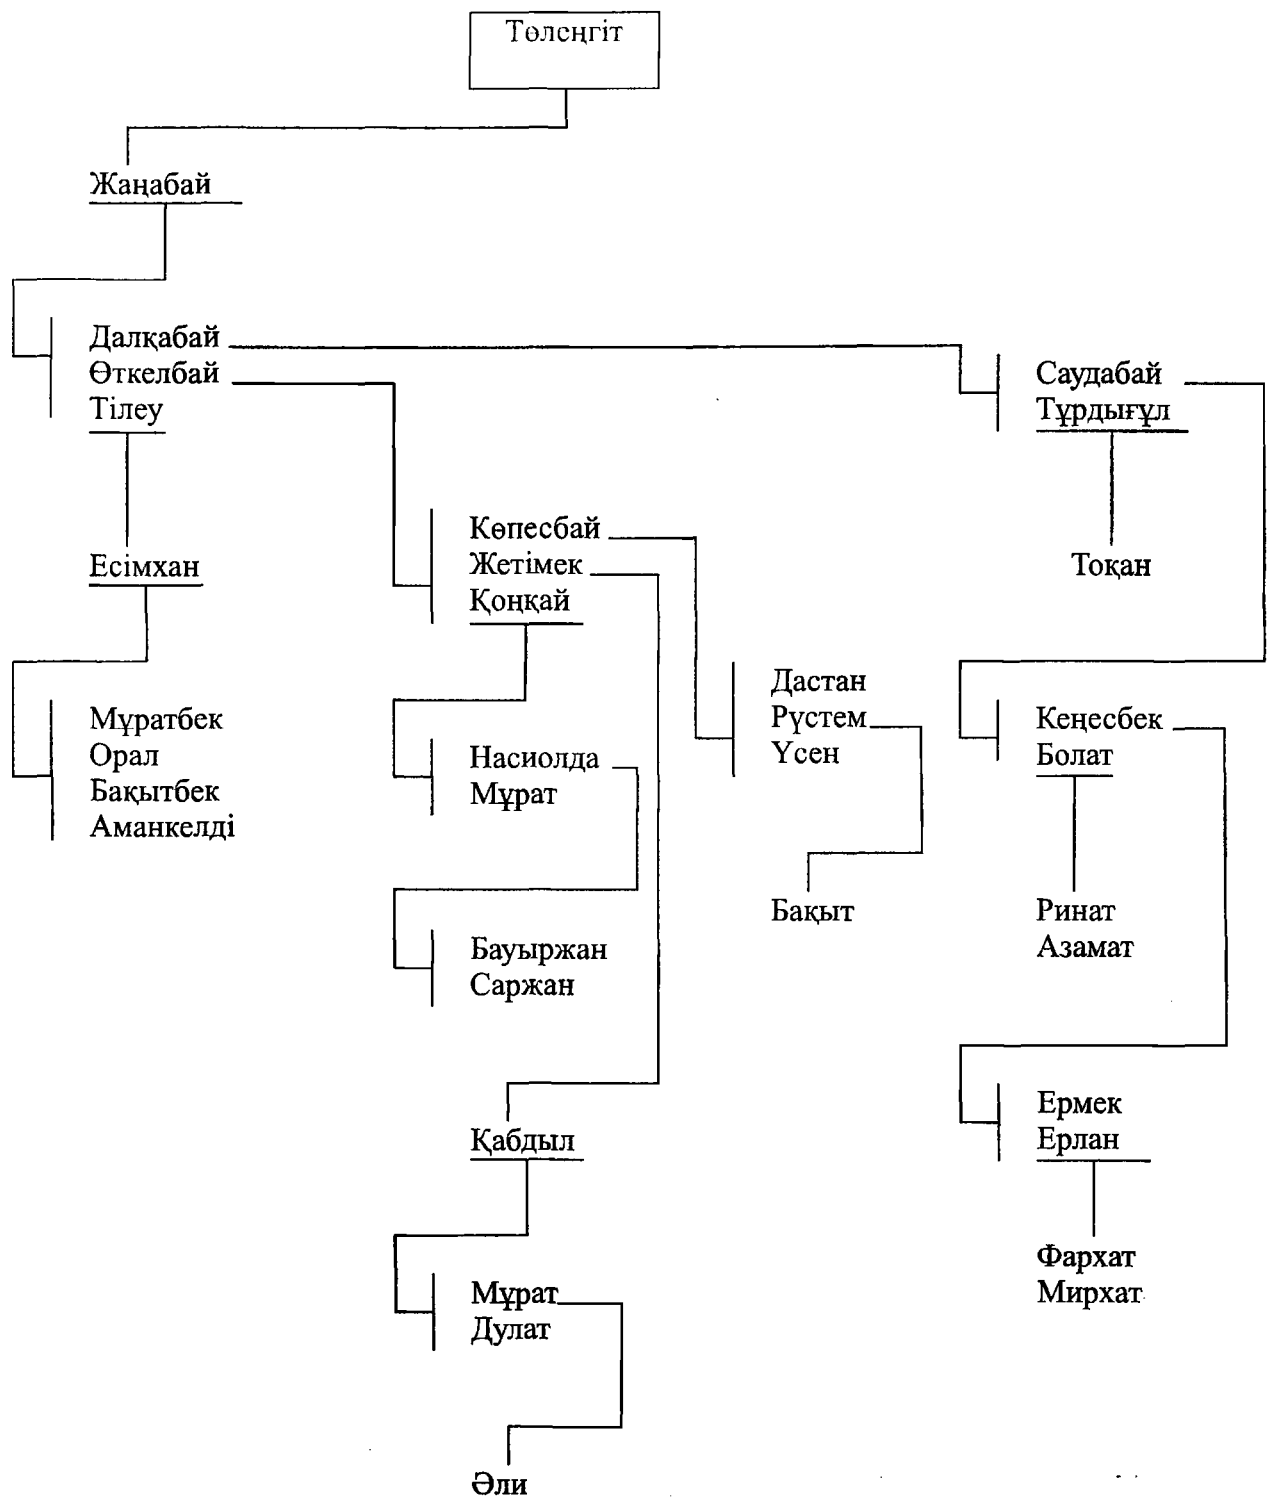 Төлеңгіт
Жаңабай
Далқабай
Өткелбай
Тілеу
Саудабай
Тұрдығұл
Көпесбай
Жетімек
Қоңқай
Есімхан
Тоқан
Дастан
Рүстем
Үсен
Мұратбек
Орал
Бақытбек
Аманкелді
Насиолда
Мұрат
Кеңесбек
Болат
Бақыт
Ринат
Азамат
Бауыржан
Саржан
Қабдыл
Ермек
Ерлан
Фархат
Мирхат
Мұрат
Дулат
Әли